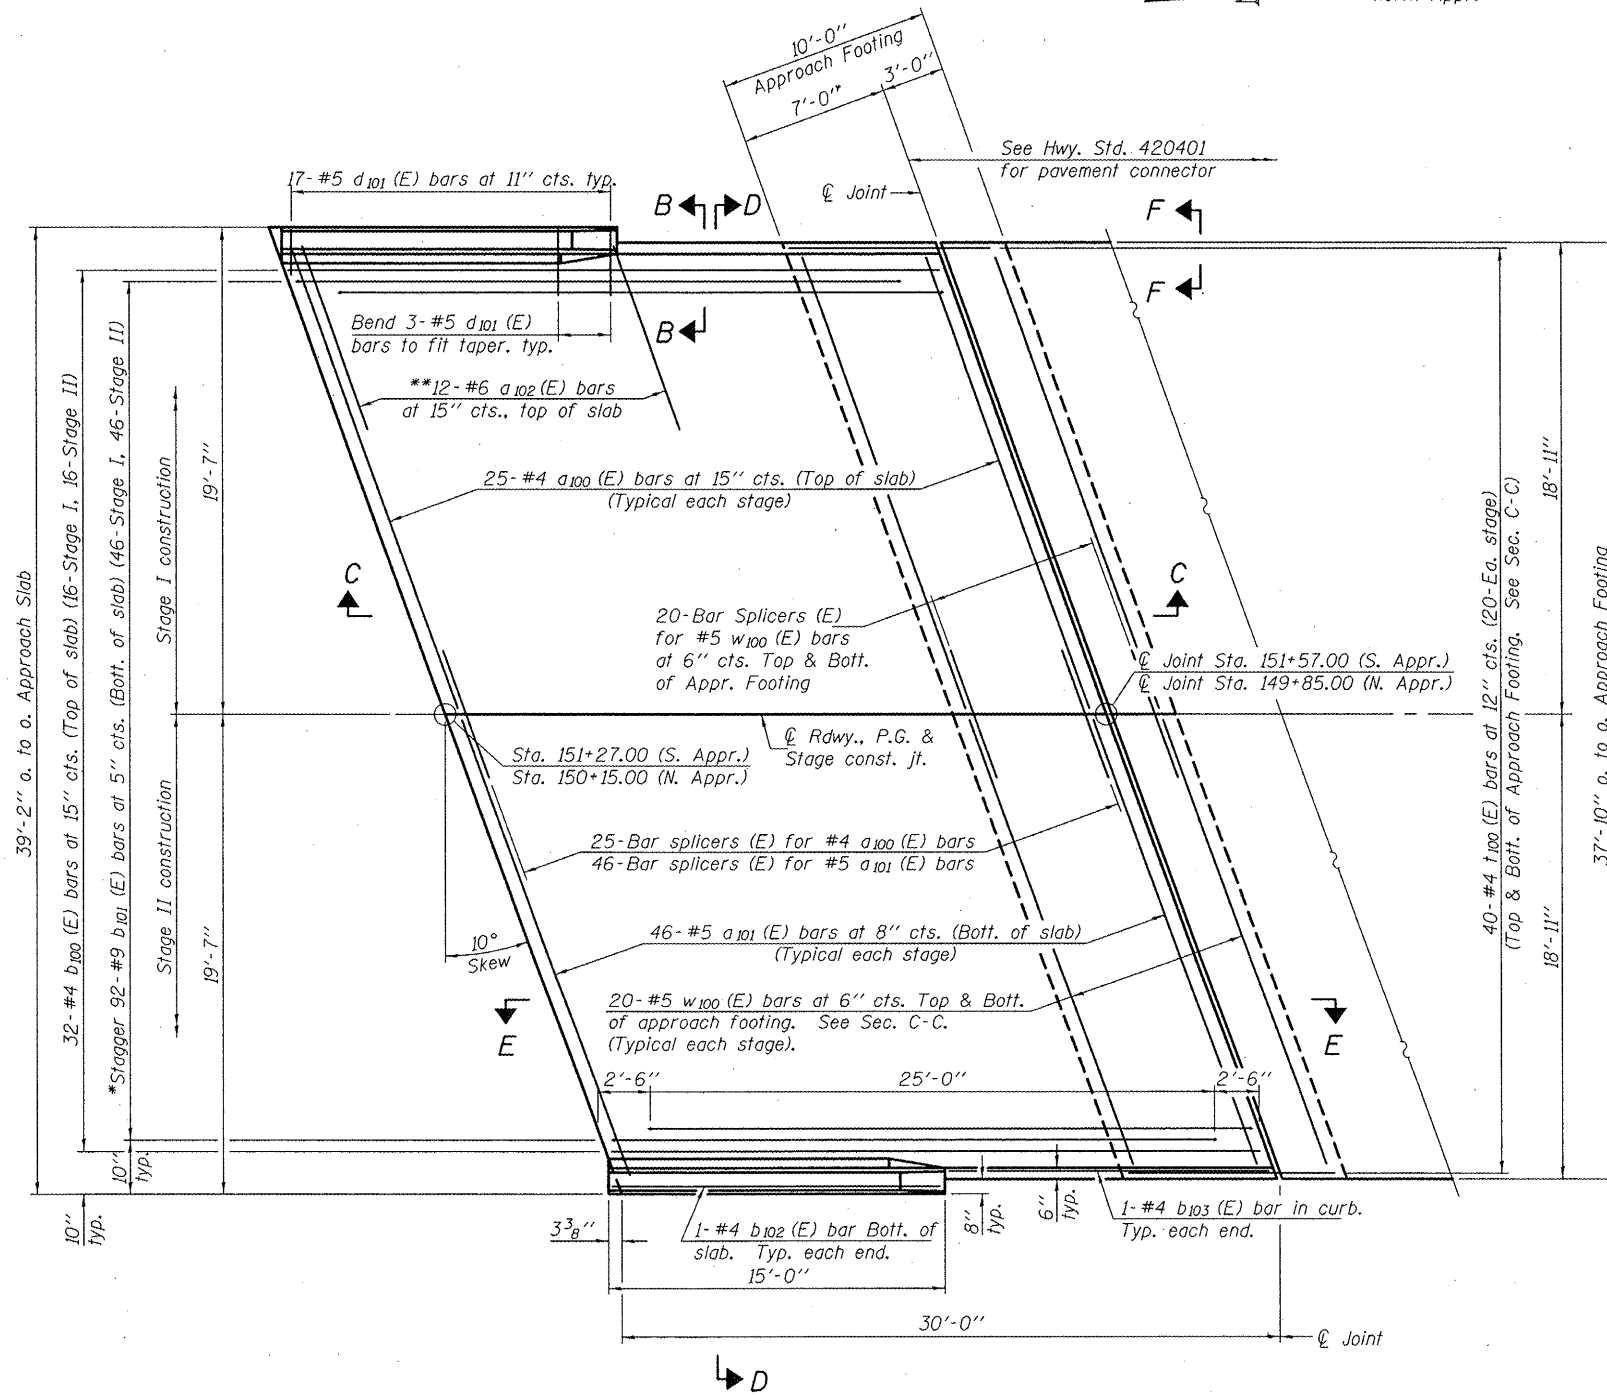 10'-0"
Approach Footing
3'-0"
7'-0"*
See Hwy. Std. 420401
for pavement connector
℄ Joint
17- #5 d101 (E) bars at 11" cts. typ.
B
D
F
F
B
Bend 3- #5 d101 (E)
bars to fit taper. typ.
**12- #6 a102 (E) bars
at 15" cts., top of slab
25- #4 a100 (E) bars at 15" cts. (Top of slab)
(Typical each stage)
C
C
20-Bar Splicers (E)
for #5 w100 (E) bars
at 6" cts. Top & Bott.
of Appr. Footing
℄ Joint Sta. 151+57.00 (S. Appr.)
℄ Joint Sta. 149+85.00 (N. Appr.)
℄ Rdwy., P.G. &
Stage const. jt.
Sta. 151+27.00 (S. Appr.)
Sta. 150+15.00 (N. Appr.)
25-Bar splicers (E) for #4 a100 (E) bars
46-Bar splicers (E) for #5 a101 (E) bars
46- #5 a101 (E) bars at 8" cts. (Bott. of slab)
(Typical each stage)
10°
Skew
20- #5 w100 (E) bars at 6" cts. Top & Bott.
of approach footing. See Sec. C-C.
(Typical each stage).
E
E
2'-6"
25'-0"
2'-6"
39'-2" o. to o. Approach Slab
32- #4 b100 (E) bars at 15" cts. (Top of slab) (16-Stage I, 16-Stage II)
*Stagger 92- #9 b101 (E) bars at 5" cts. (Bott. of slab) (46-Stage I, 46-Stage II)
Stage I construction
Stage II construction
19'-7"
19'-7"
18'-11"
18'-11"
40- #4 t100 (E) bars at 12" cts. (20-Ea. stage)
(Top & Bott. of Approach Footing. See Sec. C-C)
37'-10" o. to o. Approach Footing
10"
typ.
10"
typ.
3 3/8"
1- #4 b102 (E) bar Bott. of
slab. Typ. each end.
15'-0"
8"
typ.
6"
typ.
1- #4 b103 (E) bar in curb.
Typ. each end.
30'-0"
℄ Joint
D